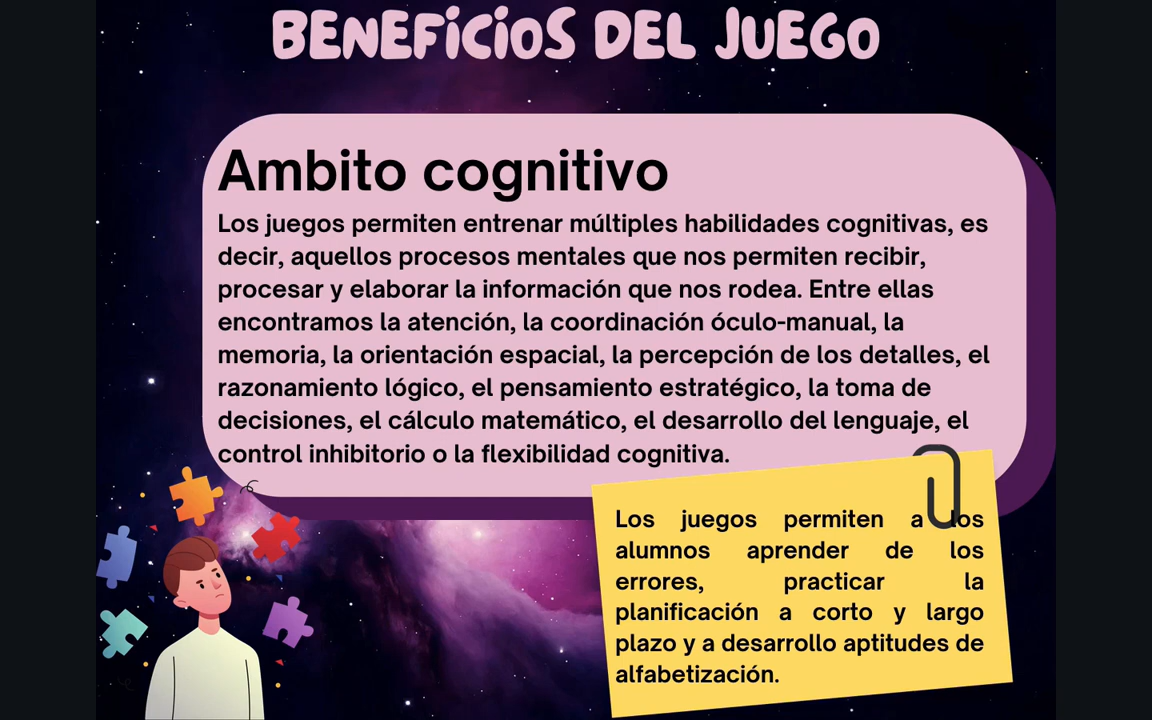 BENEFiCiOS DEL JUEGO
Ambito cognitivo
Los juegos permiten entrenar múltiples habilidades cognitivas, es
decir, aquellos procesos mentales que nos permiten recibir,
procesar y elaborar la información que nos rodea. Entre ellas
encontramos la atención, la coordinación óculo-manual, la
memoria, la orientación espacial, la percepción de los detalles, el
razonamiento lógico, el pensamiento estratégico, la toma de
decisiones, el cálculo matemático, el desarrollo del lenguaje, el
control inhibitorio o la flexibilidad cognitiva.
Los juegos permiten a los
alumnos aprender de los
errores, practicar la
planificación a corto y largo
plazo y a desarrollo aptitudes de
alfabetización.